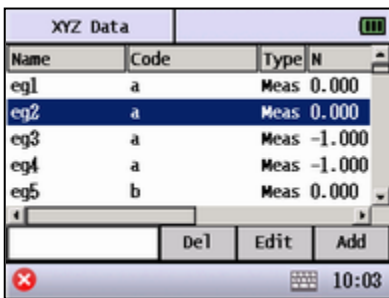 XYZ Data
Name Code Type N
eg1 a Meas 0.000
eg2 a Meas 0.000
eg3 a Meas -1.000
eg4 a Meas -1.000
eg5 b Meas 0.000
Del Edit Add
10:03